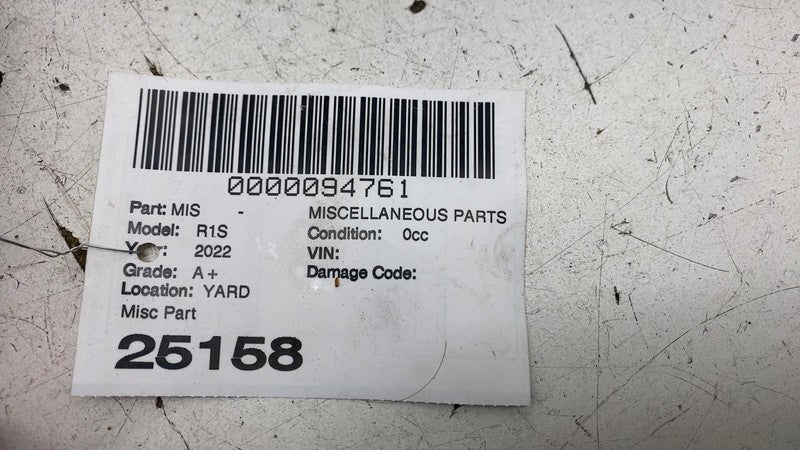 0000094761
Part: MIS - MISCELLANEOUS PARTS
Model: R1S Condition: 0cc
Year: 2022 VIN:
Grade: A+ Damage Code:
Location: YARD
Misc Part
25158